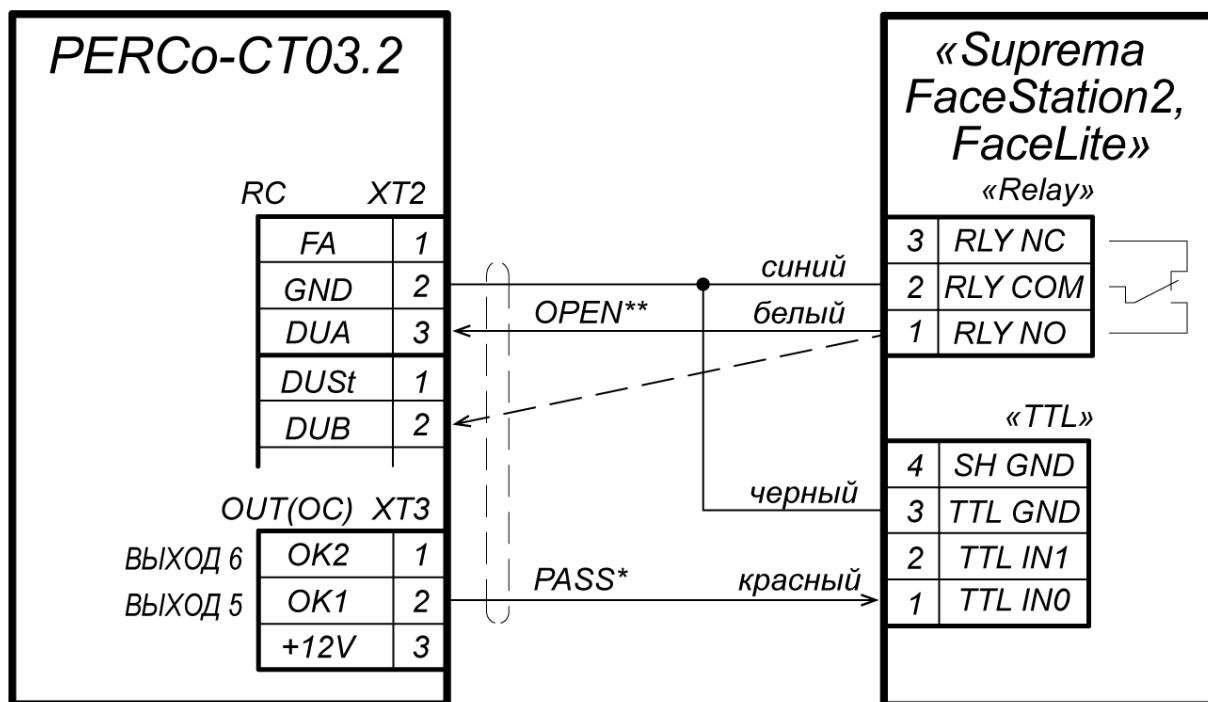 PERCo-CT03.2
RC XT2
FA 1
GND 2
DUA 3
DUSt 1
DUB 2
OUT(OC) XT3
ВЫХОД 6 OK2 1
ВЫХОД 5 OK1 2
+12V 3
синий
OPEN** белый
черный
PASS* красный
«Suprema
FaceStation2,
FaceLite»
«Relay»
3 RLY NC
2 RLY COM
1 RLY NO
«TTL»
4 SH GND
3 TTL GND
2 TTL IN1
1 TTL IN0